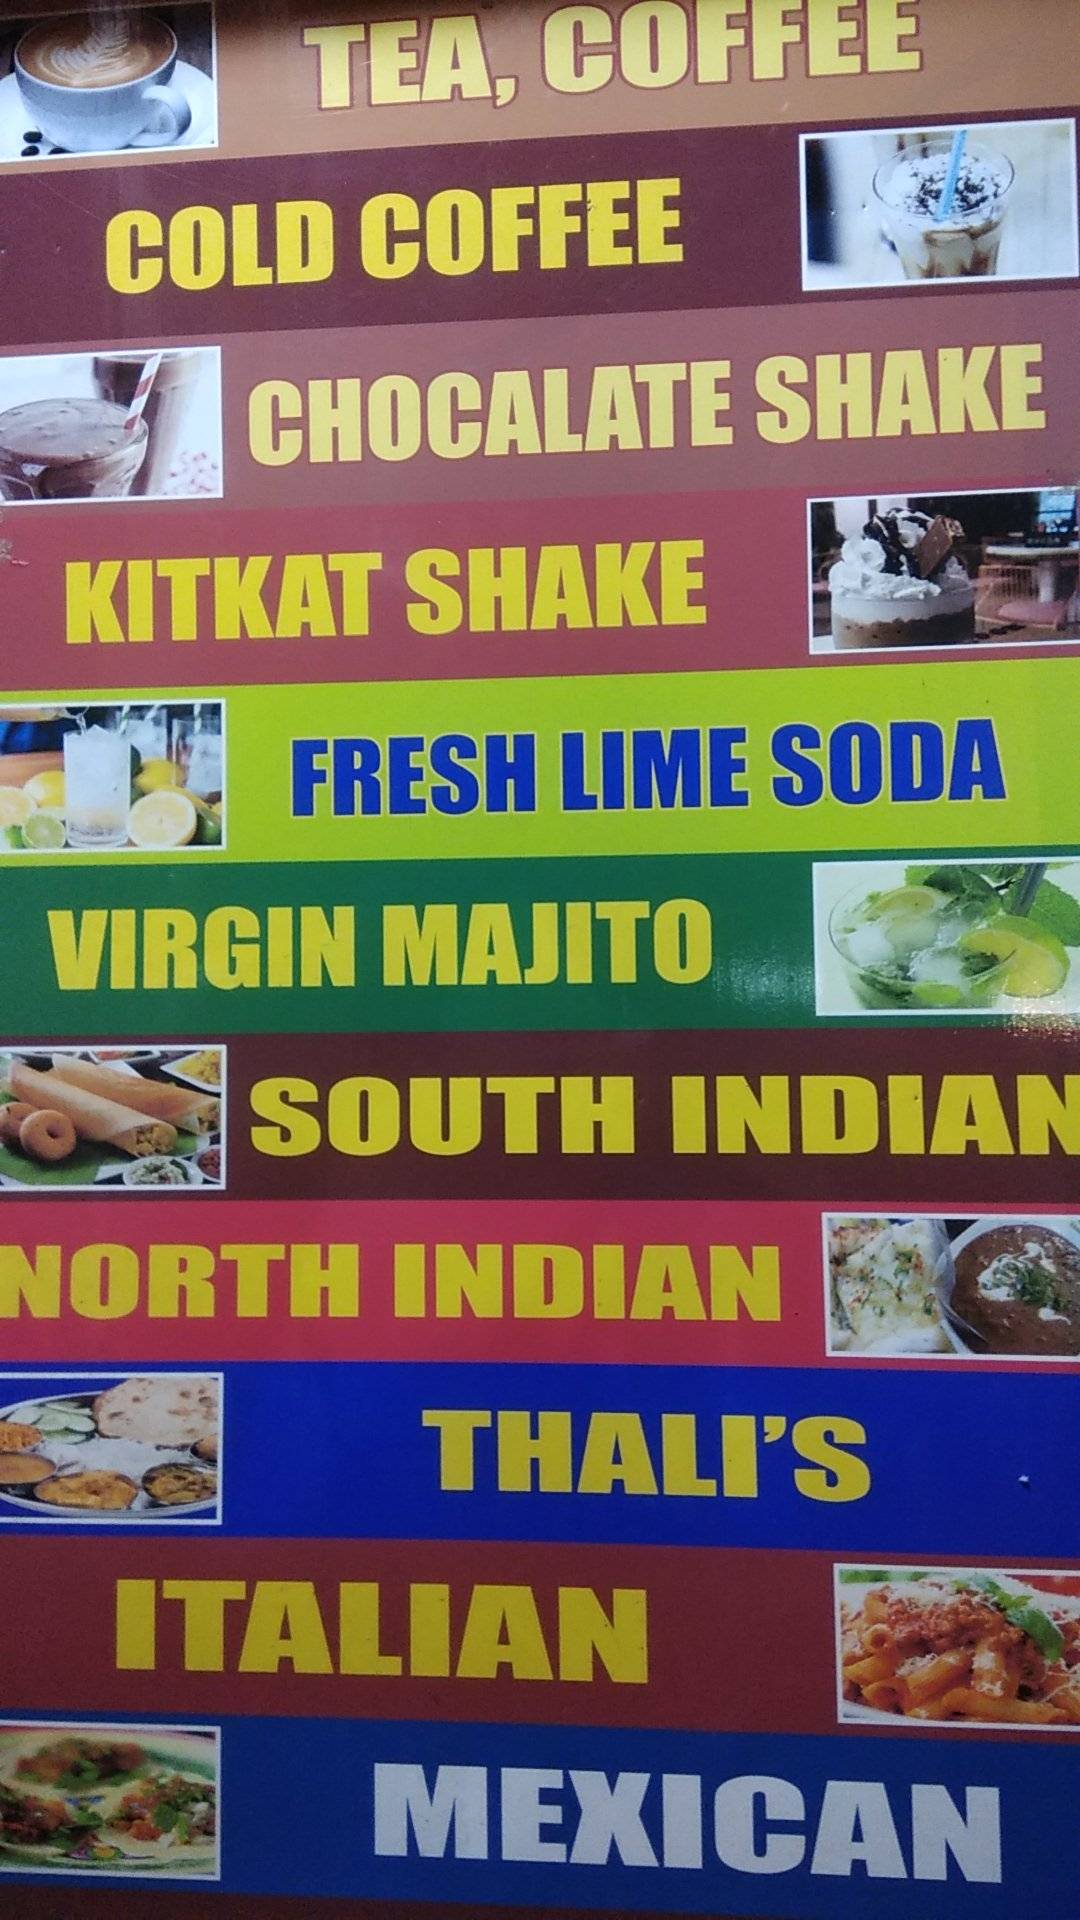 TEA, COFFEE
COLD COFFEE
CHOCALATE SHAKE
KITKAT SHAKE
FRESH LIME SODA
VIRGIN MAJITO
SOUTH INDIAN
NORTH INDIAN
THALI'S
ITALIAN
MEXICAN